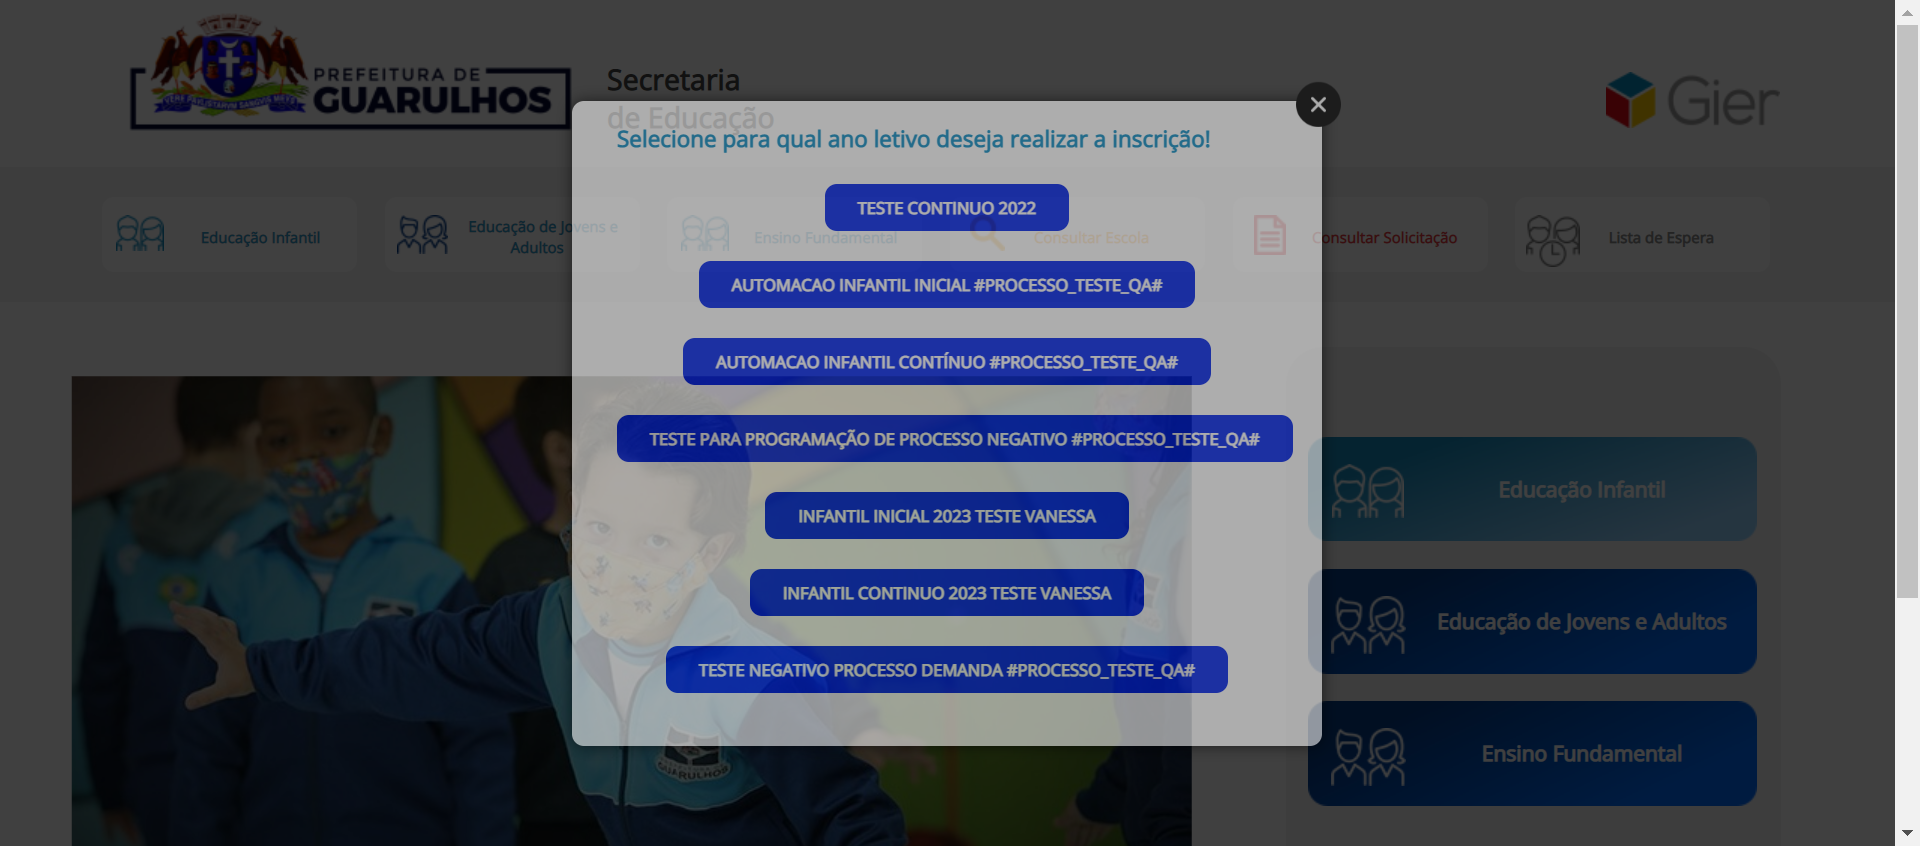 PREFEITURA DE
GUARULHOS
Secretaria
de Educação
Gier
Selecione para qual ano letivo deseja realizar a inscrição!
Educação Infantil
Educação de Jovens e
Adultos
Ensino Fundamental
Consultar Escola
Consultar Solicitação
Lista de Espera
TESTE CONTINUO 2022
AUTOMACAO INFANTIL INICIAL #PROCESSO_TESTE_QA#
AUTOMACAO INFANTIL CONTÍNUO #PROCESSO_TESTE_QA#
TESTE PARA PROGRAMAÇÃO DE PROCESSO NEGATIVO #PROCESSO_TESTE_QA#
INFANTIL INICIAL 2023 TESTE VANESSA
INFANTIL CONTINUO 2023 TESTE VANESSA
TESTE NEGATIVO PROCESSO DEMANDA #PROCESSO_TESTE_QA#
Educação Infantil
Educação de Jovens e Adultos
Ensino Fundamental
GUARULHOS